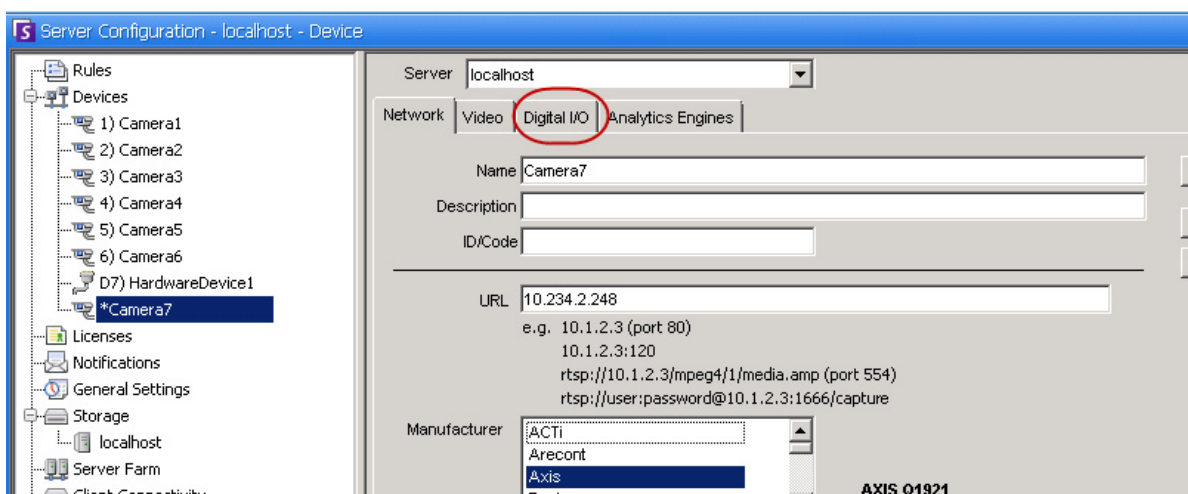 Server Configuration - localhost - Device
Rules
Devices
1) Camera1
2) Camera2
3) Camera3
4) Camera4
5) Camera5
6) Camera6
D7) HardwareDevice1
*Camera7
Licenses
Notifications
General Settings
Storage
localhost
Server Farm
Client Connectivity
Server localhost
Network Video Digital I/O Analytics Engines
Name Camera7
Description
ID/Code
URL 10.234.2.248
e.g. 10.1.2.3 (port 80)
10.1.2.3:120
rtsp://10.1.2.3/mpeg4/1/media.amp (port 554)
rtsp://user:password@10.1.2.3:1666/capture
Manufacturer ACTi
Arecont
Axis
AXIS Q1921